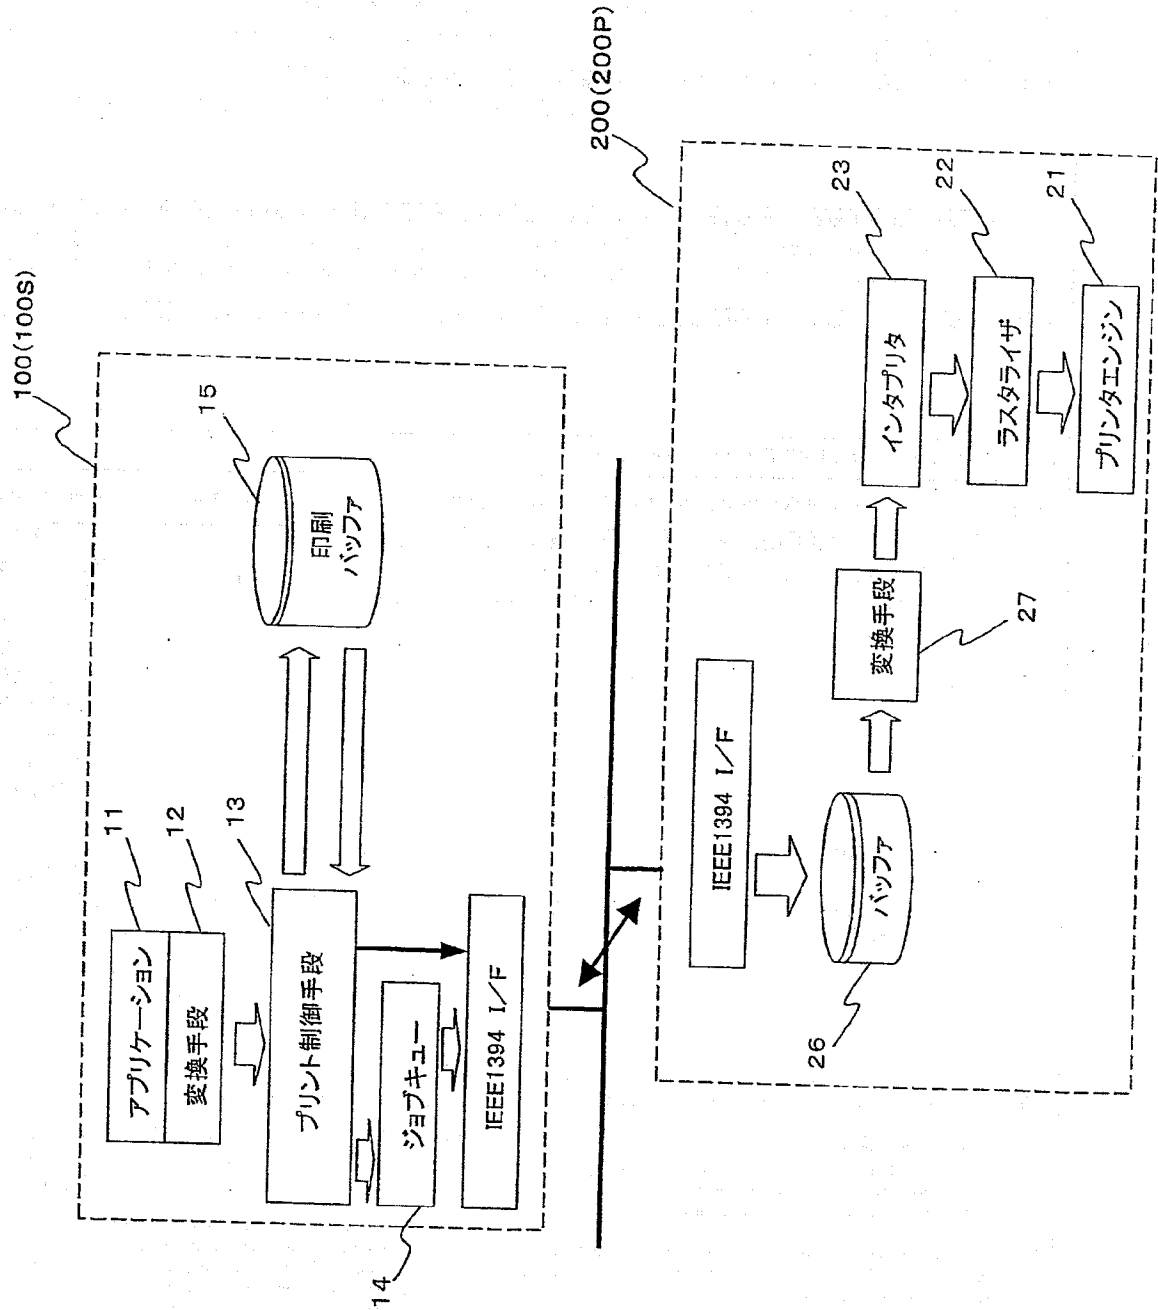 100(100S)
11
アプリケーション
12
変換手段
13
プリント制御手段
15
印刷
バッファ
14
ジョブキュー
IEEE1394 I/F
200(200P)
IEEE1394 I/F
26
バッファ
27
変換手段
23
インタプリタ
22
ラスタライザ
21
プリンタエンジン